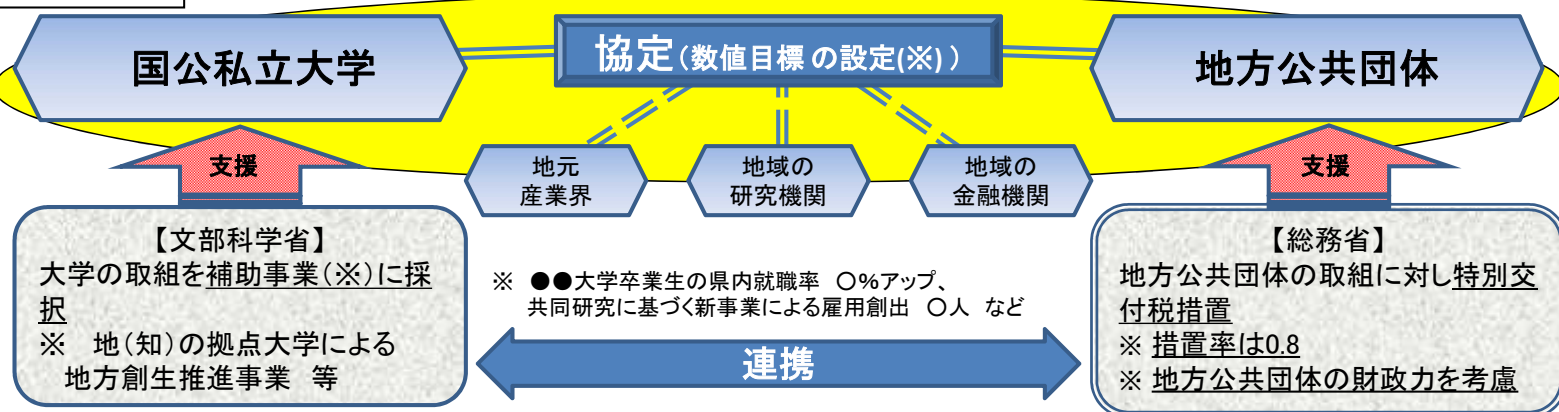 国公私立大学
協定(数値目標の設定(※))
地方公共団体
支援
地元
産業界
地域の
研究機関
地域の
金融機関
支援
【文部科学省】
大学の取組を補助事業(※)に採
択
※　地(知)の拠点大学による
地方創生推進事業　等
※　●●大学卒業生の県内就職率　〇%アップ、
共同研究に基づく新事業による雇用創出　〇人　など
連携
【総務省】
地方公共団体の取組に対し特別交
付税措置
※ 措置率は0.8
※ 地方公共団体の財政力を考慮